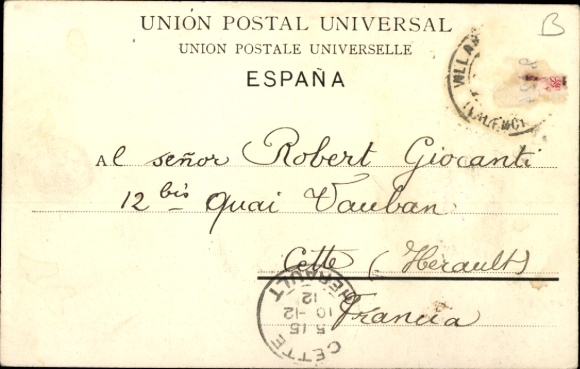 UNIÓN POSTAL UNIVERSAL
UNION POSTALE UNIVERSELLE
ESPAÑA
B
Al señor Robert Giocanti
12 bis Quai Vauban
Cette (Herault)
Francia
CETTE
5 15
10-12
12
HERAULT